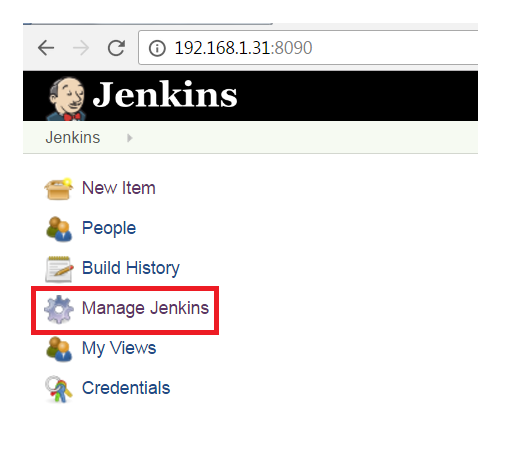 192.168.1.31:8090
Jenkins
Jenkins
New Item
People
Build History
Manage Jenkins
My Views
Credentials